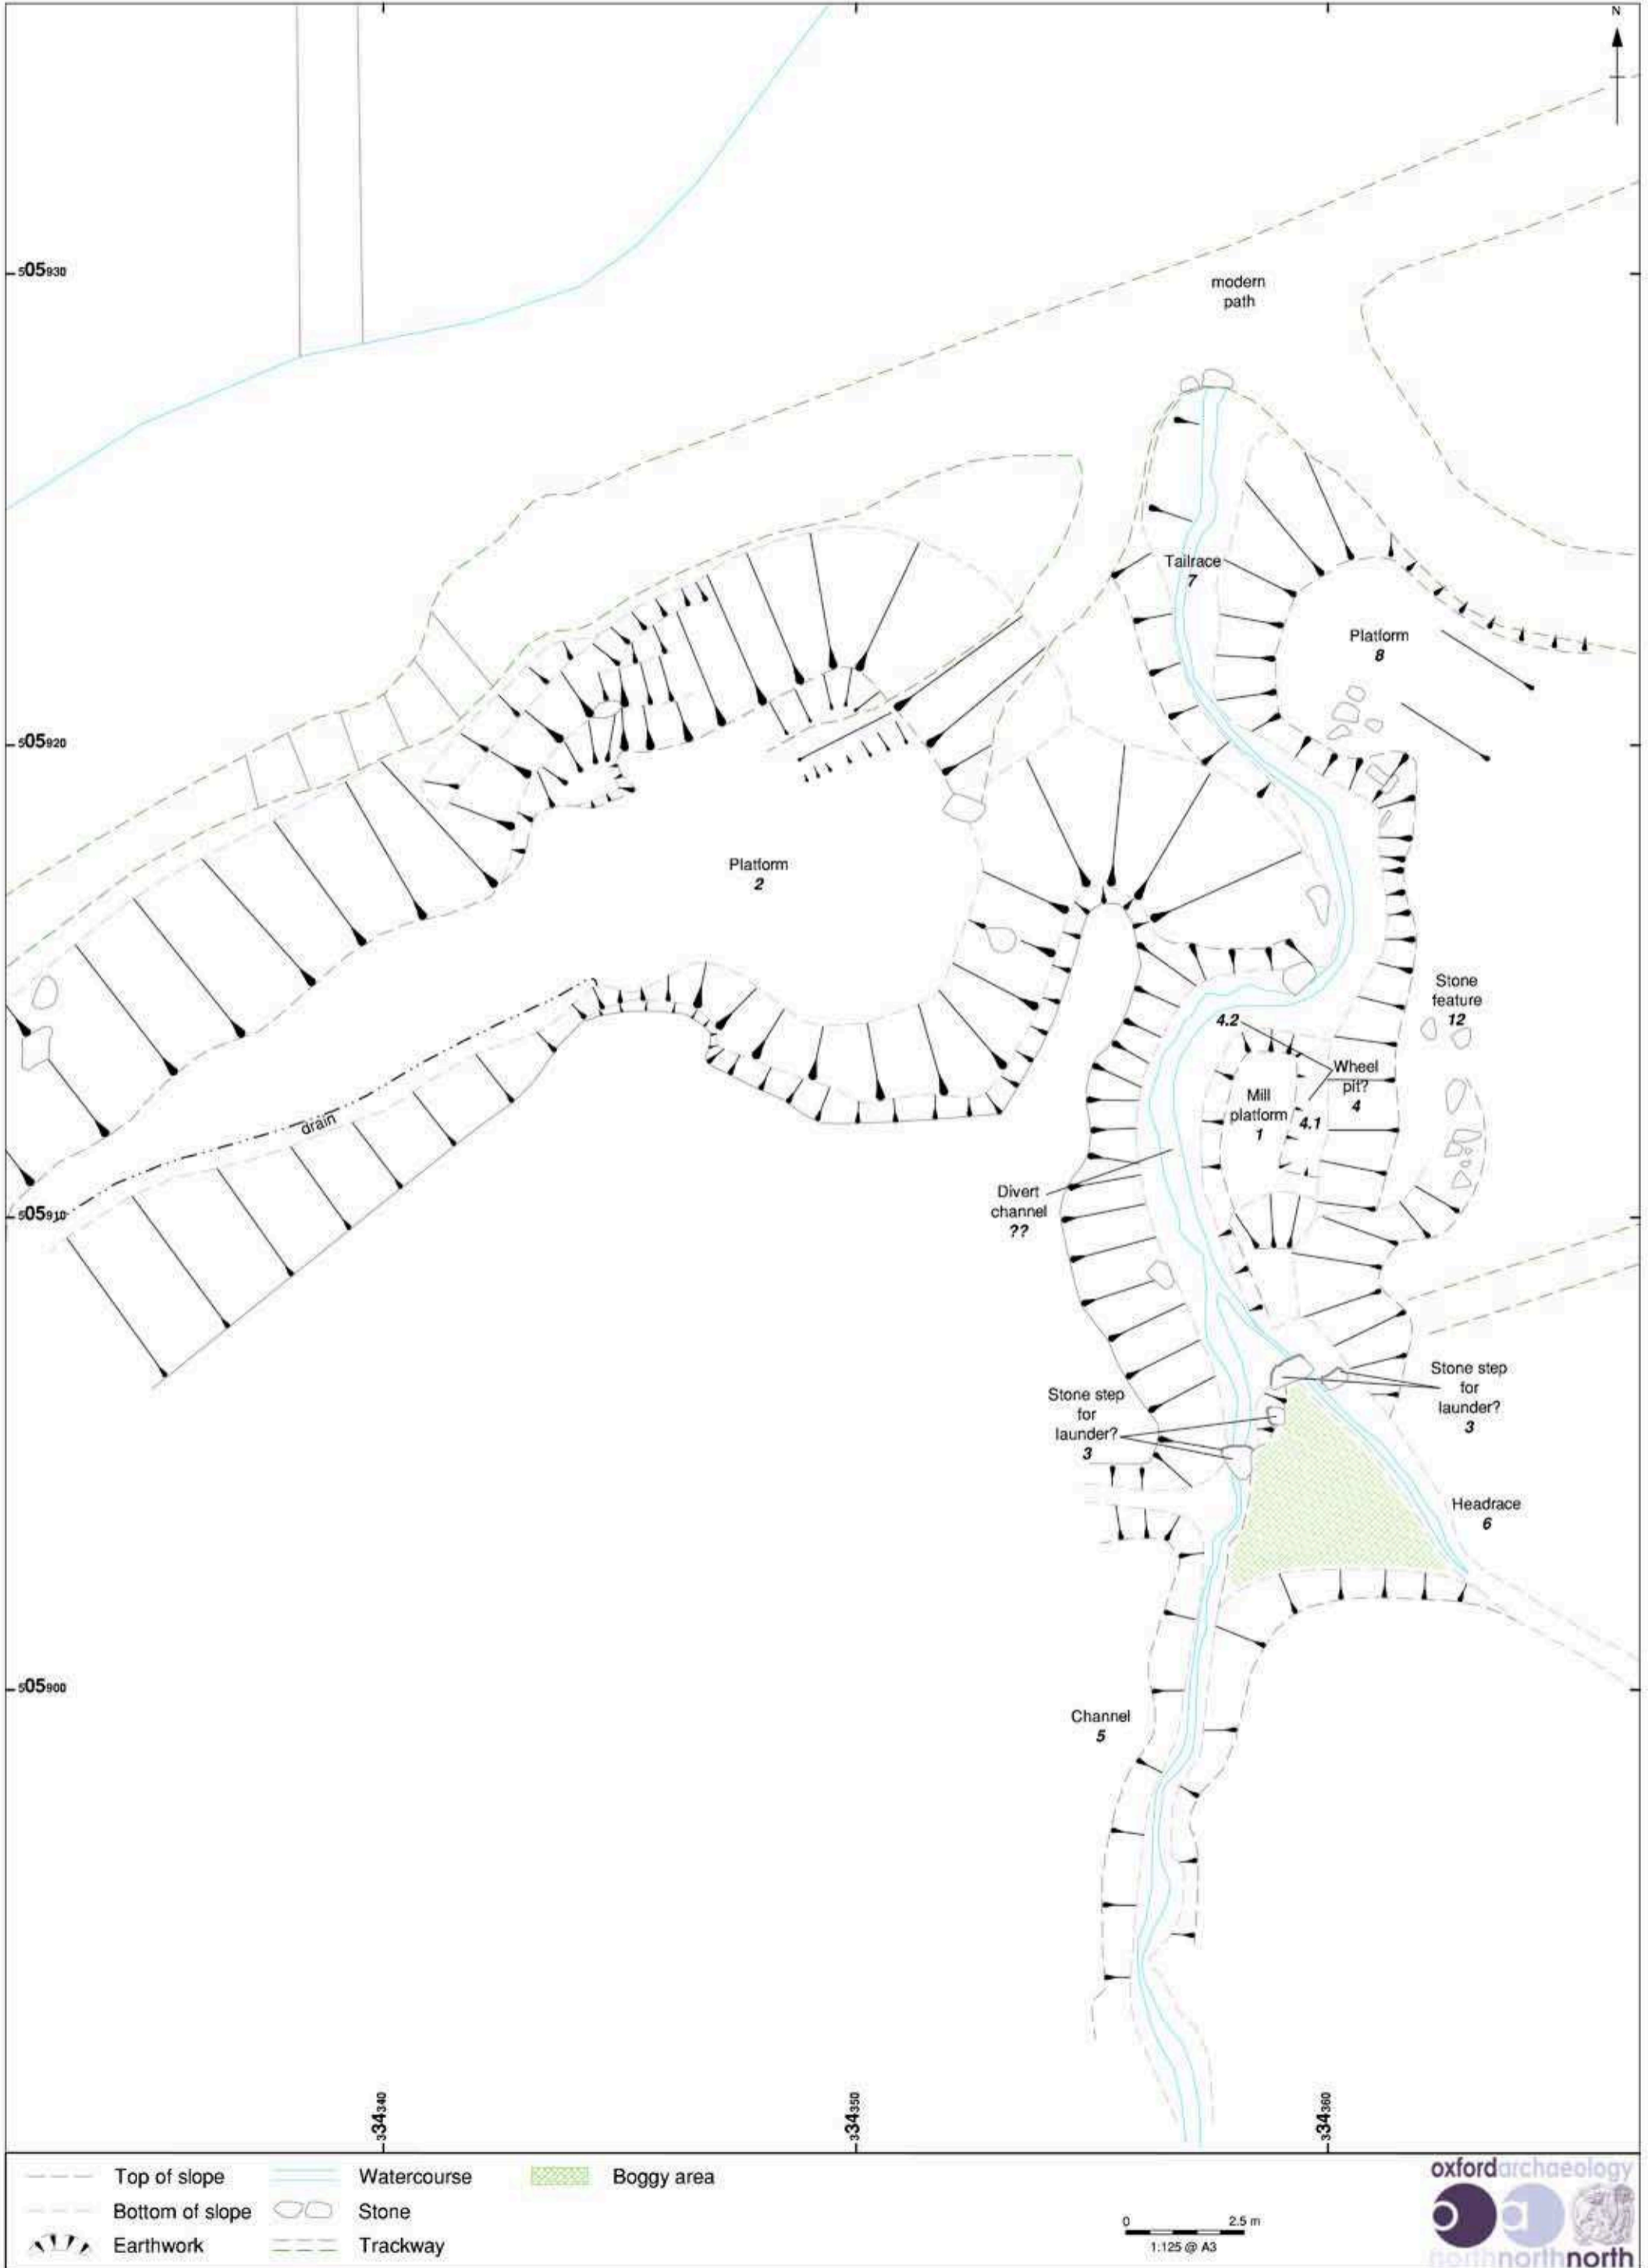 N
505930
modern
path
Tailrace
7
Platform
8
505920
Platform
2
Stone
feature
12
4.2
Wheel
pit?
4
Mill
platform
1
4.1
drain
Divert
channel
??
505910
Stone step
for
launder?
3
Stone step
for
launder?
3
Headrace
6
505900
Channel
5
334340
334350
334360
Top of slope
Watercourse
Boggy area
Bottom of slope
Stone
Earthwork
Trackway
0 2.5 m
1:125 @ A3
oxfordarchaeology
o a
northnorthnorth